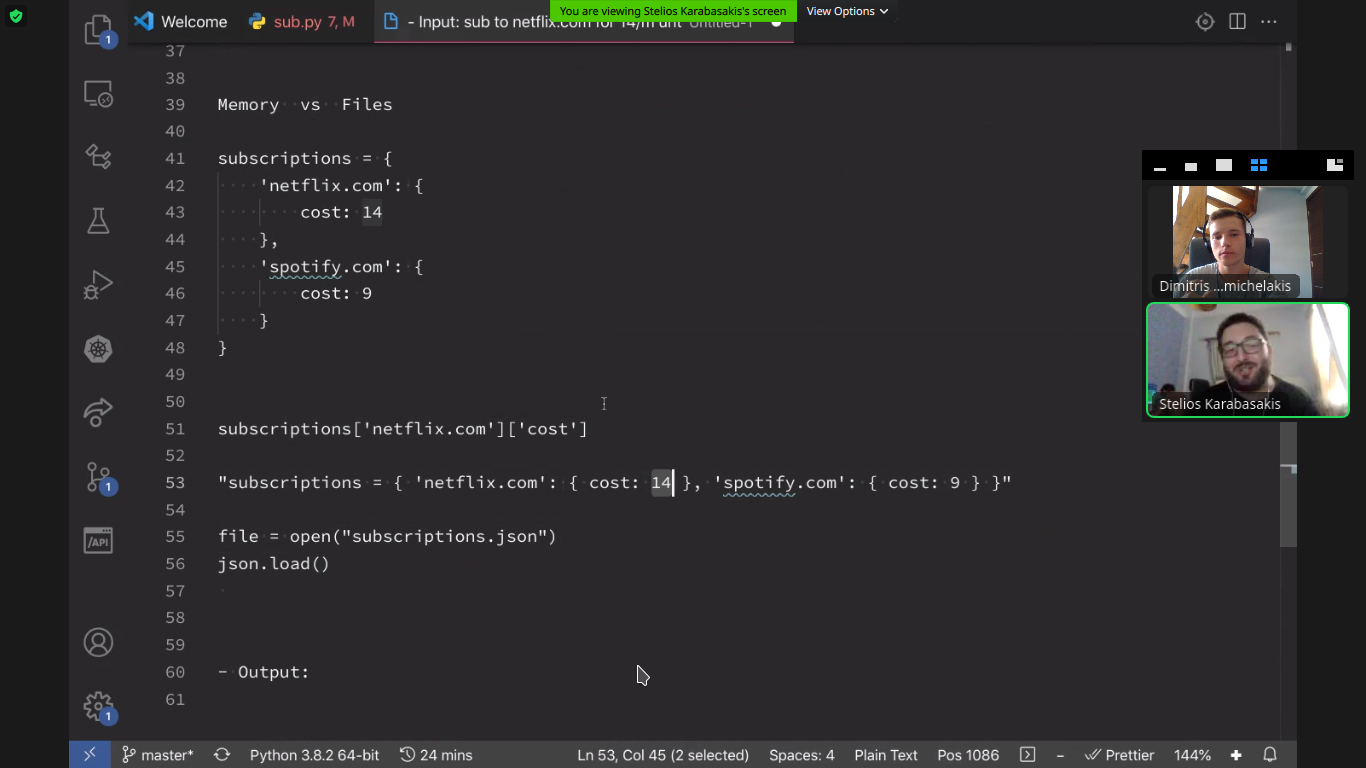 You are viewing Stelios Karabasakis's screen
View Options
Welcome
sub.py 7, M
- Input: sub to netflix.com for 14/m unt Untitled-1
1
37
38
39 Memory vs Files
40
41 subscriptions = {
42 'netflix.com': {
43 cost: 14
44 },
45 'spotify.com': {
46 cost: 9
47 }
48 }
49
50
51 subscriptions['netflix.com']['cost']
52
53 "subscriptions = { 'netflix.com': { cost: 14 }, 'spotify.com': { cost: 9 } }"
54
55 file = open("subscriptions.json")
56 json.load()
57
58
59
60 - Output:
61
1
/API
1
Dimitris ...michelakis
Stelios Karabasakis
master*
Python 3.8.2 64-bit
24 mins
Ln 53, Col 45 (2 selected)
Spaces: 4
Plain Text
Pos 1086
Prettier
144%